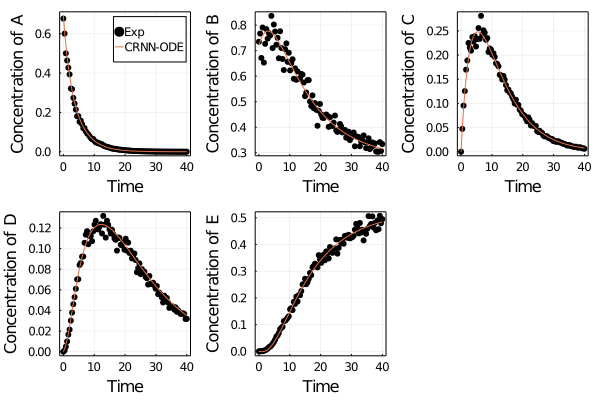 Concentration of A
0.6
0.4
0.2
0.0
0 10 20 30 40
Time
Exp
CRNN-ODE
Concentration of B
0.8
0.7
0.6
0.5
0.4
0.3
0 10 20 30 40
Time
Concentration of C
0.25
0.20
0.15
0.10
0.05
0.00
0 10 20 30 40
Time
Concentration of D
0.12
0.10
0.08
0.06
0.04
0.02
0.00
0 10 20 30 40
Time
Concentration of E
0.5
0.4
0.3
0.2
0.1
0.0
0 10 20 30 40
Time